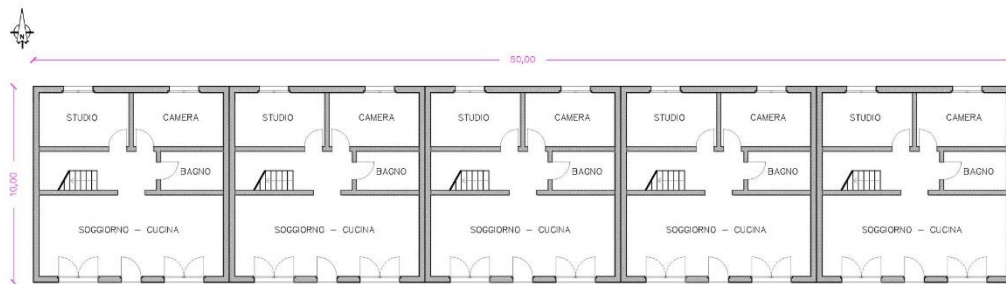 N
50,00
10,00
STUDIO CAMERA STUDIO CAMERA STUDIO CAMERA STUDIO CAMERA STUDIO CAMERA
BAGNO BAGNO BAGNO BAGNO BAGNO
SOGGIORNO – CUCINA SOGGIORNO – CUCINA SOGGIORNO – CUCINA SOGGIORNO – CUCINA SOGGIORNO – CUCINA